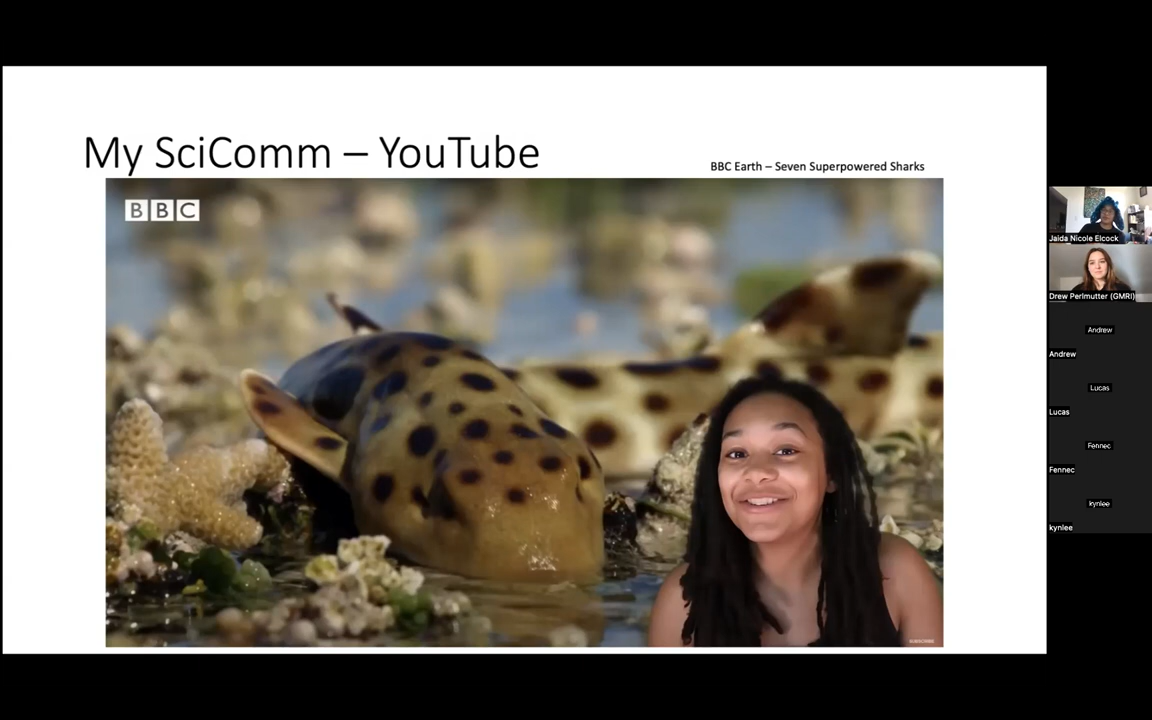 My SciComm – YouTube
BBC Earth – Seven Superpowered Sharks
BBC
SUBSCRIBE
Jaida Nicole Elcock
Drew Perlmutter (GMRI)
Andrew
Andrew
Lucas
Lucas
Fennec
Fennec
kynlee
kynlee